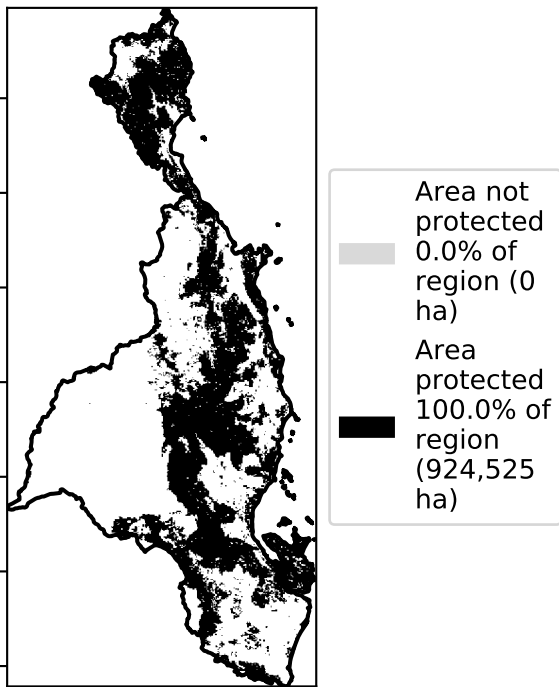 Area not
protected
0.0% of
region (0
ha)
Area
protected
100.0% of
region
(924,525
ha)